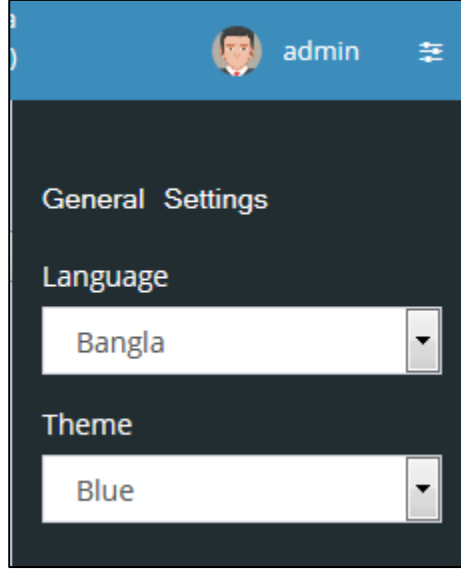 a
)
admin
General Settings
Language
Bangla
Theme
Blue